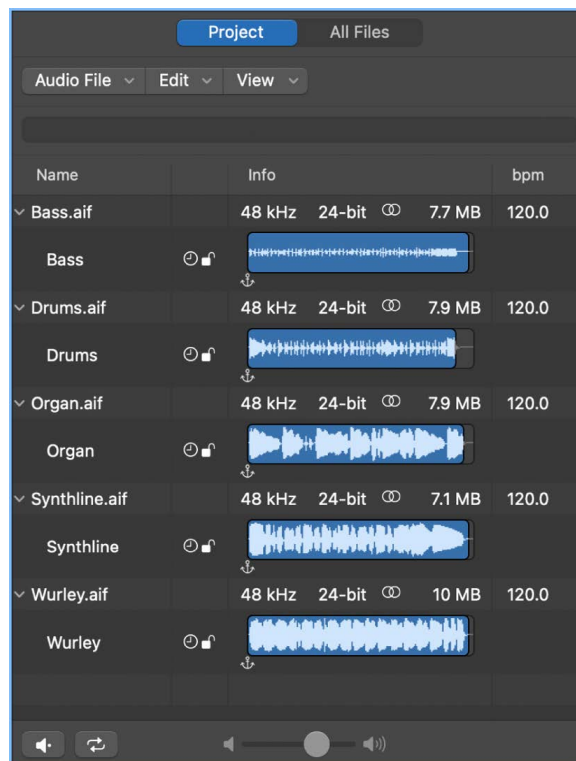 Project All Files
Audio File Edit View
Name Info bpm
Bass.aif 48 kHz 24-bit 7.7 MB 120.0
Bass
Drums.aif 48 kHz 24-bit 7.9 MB 120.0
Drums
Organ.aif 48 kHz 24-bit 7.9 MB 120.0
Organ
Synthline.aif 48 kHz 24-bit 7.1 MB 120.0
Synthline
Wurley.aif 48 kHz 24-bit 10 MB 120.0
Wurley